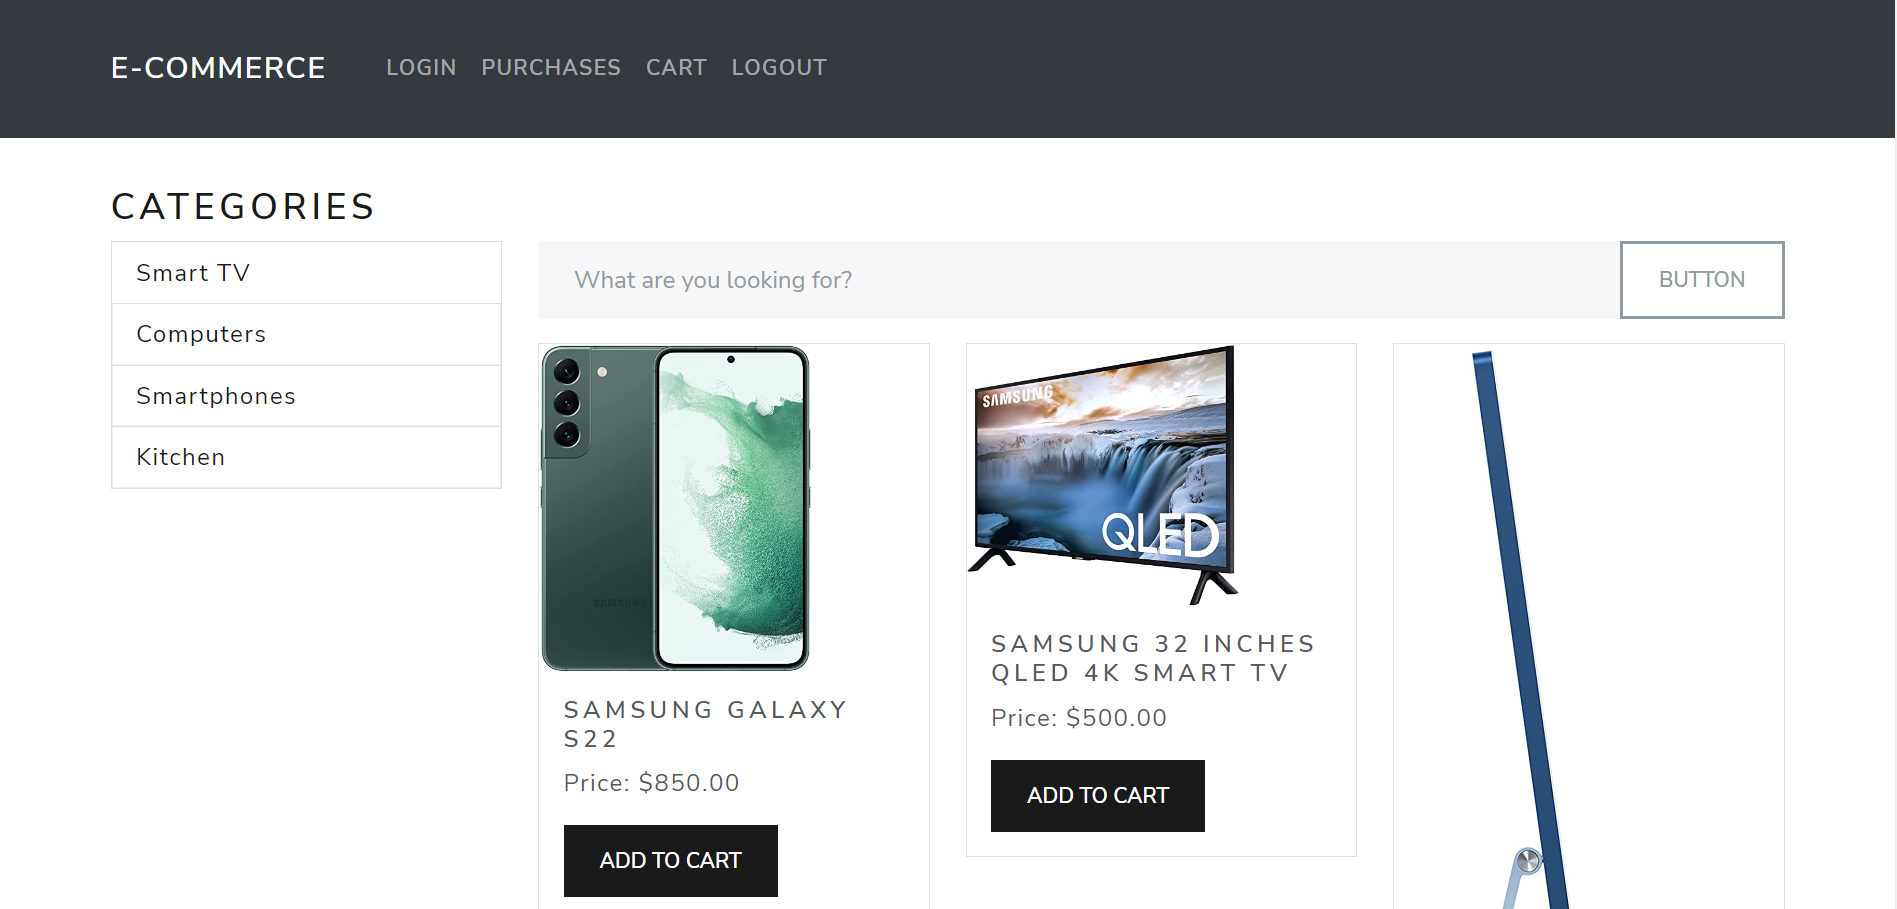 E-COMMERCE
LOGIN PURCHASES CART LOGOUT
CATEGORIES
Smart TV
Computers
Smartphones
Kitchen
What are you looking for?
BUTTON
SAMSUNG
SAMSUNG GALAXY
S22
Price: $850.00
ADD TO CART
SAMSUNG
QLED
SAMSUNG 32 INCHES
QLED 4K SMART TV
Price: $500.00
ADD TO CART